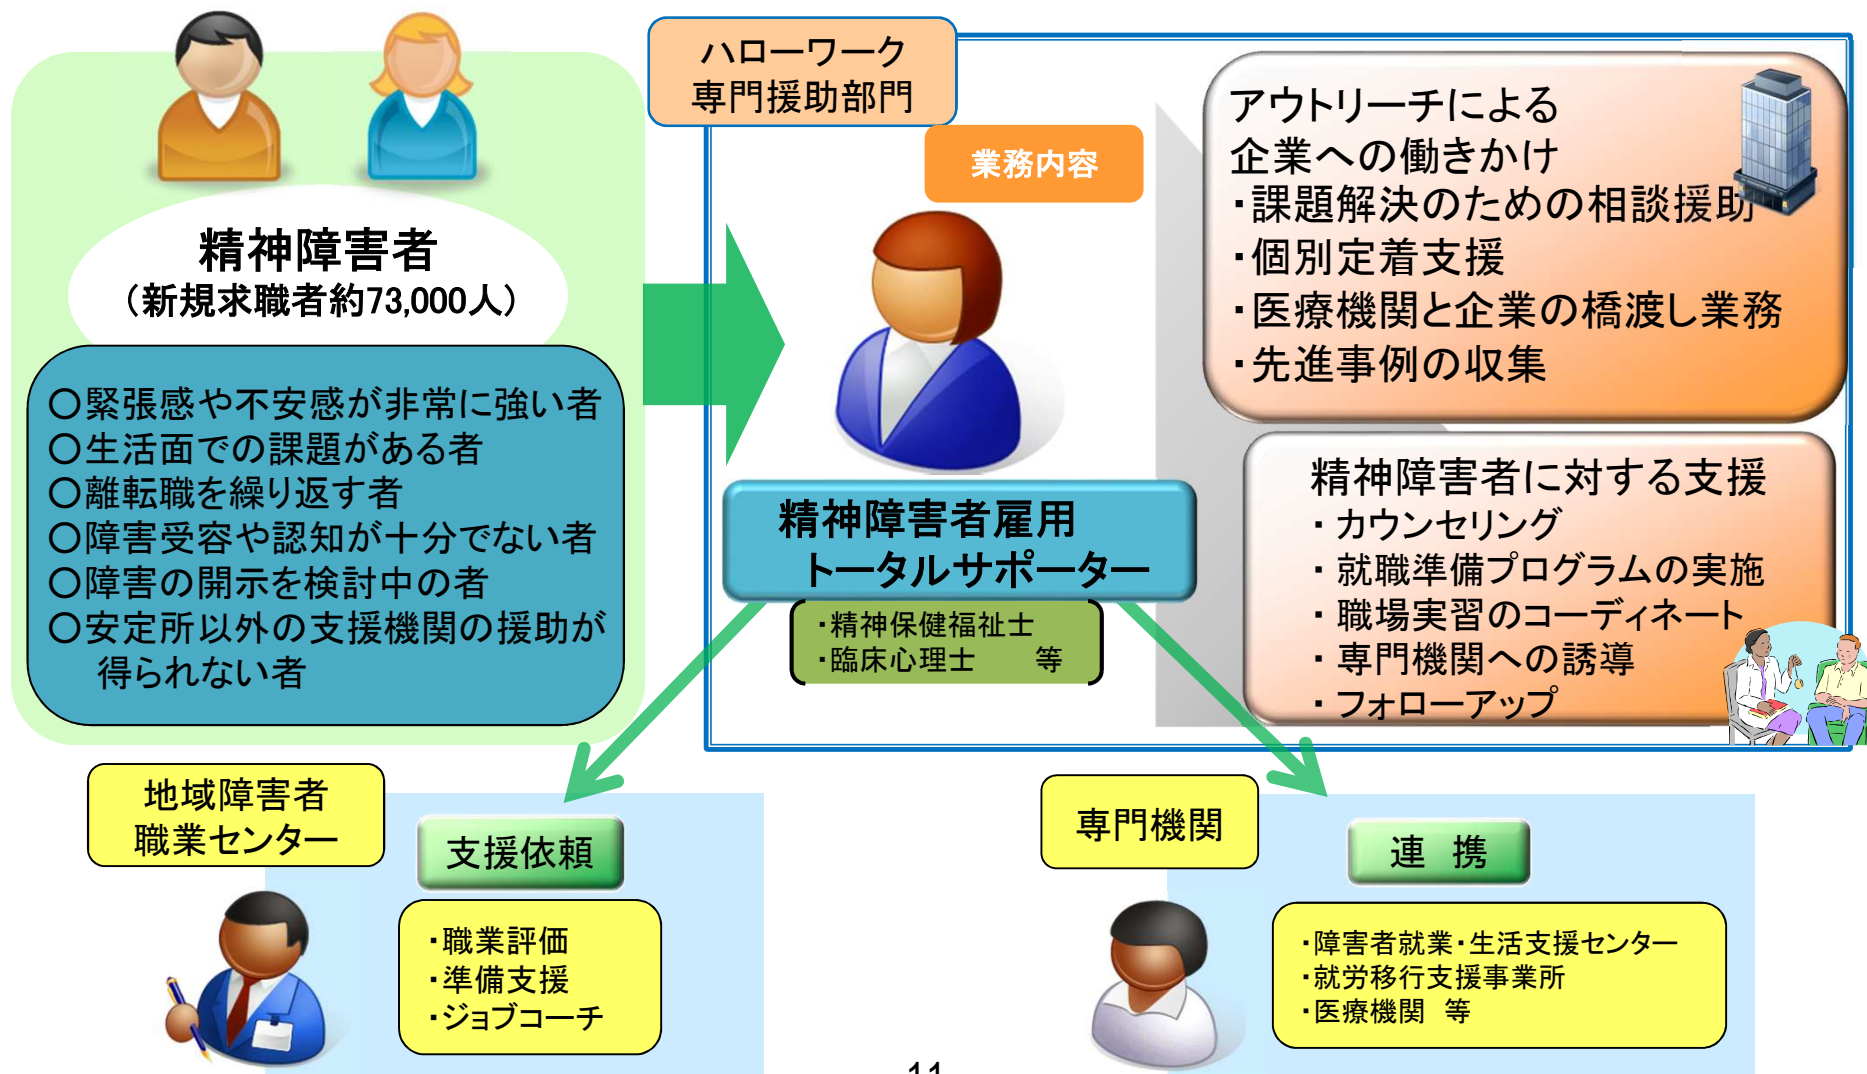 精神障害者
（新規求職者約73,000人）
○緊張感や不安感が非常に強い者
○生活面での課題がある者
○離転職を繰り返す者
○障害受容や認知が十分でない者
○障害の開示を検討中の者
○安定所以外の支援機関の援助が
得られない者
ハローワーク
専門援助部門
業務内容
精神障害者雇用
トータルサポーター
・精神保健福祉士
・臨床心理士　　等
アウトリーチによる
企業への働きかけ
・課題解決のための相談援助
・個別定着支援
・医療機関と企業の橋渡し業務
・先進事例の収集
精神障害者に対する支援
・カウンセリング
・就職準備プログラムの実施
・職場実習のコーディネート
・専門機関への誘導
・フォローアップ
地域障害者
職業センター
支援依頼
・職業評価
・準備支援
・ジョブコーチ
専門機関
連　携
・障害者就業・生活支援センター
・就労移行支援事業所
・医療機関　等
11